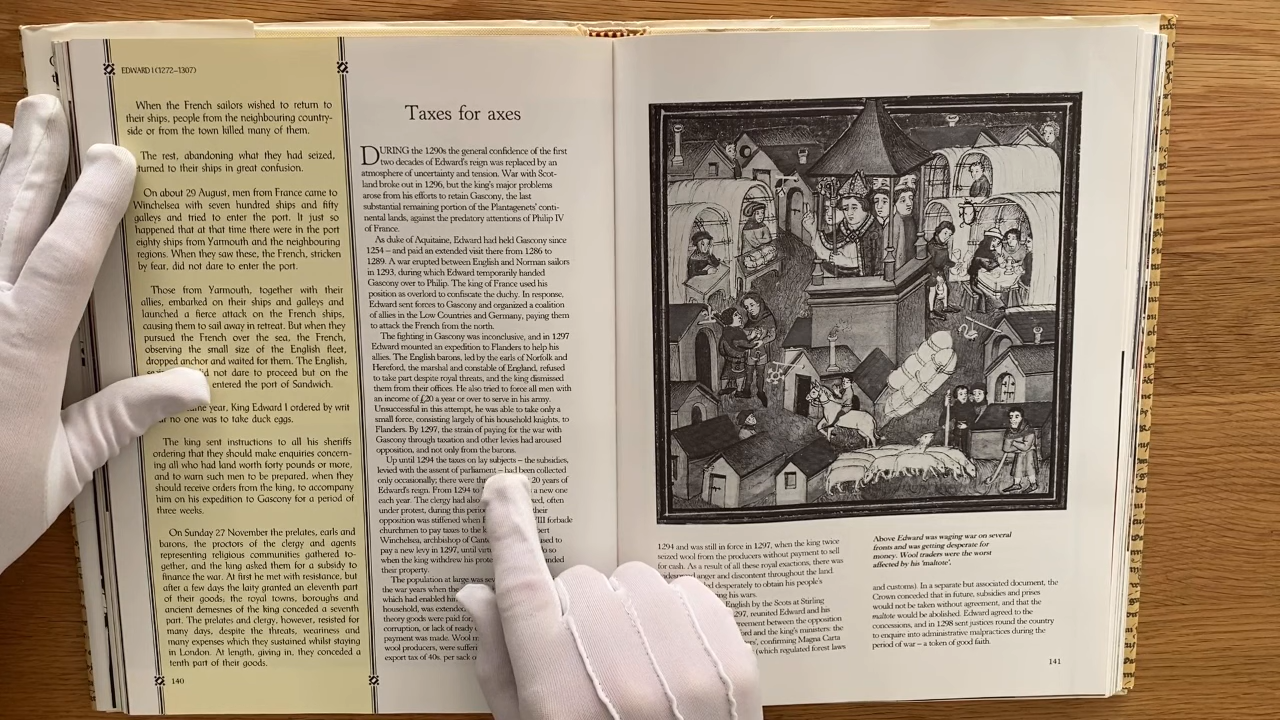 EDWARD I (1272–1307)
When the French sailors wished to return to
their ships, people from the neighbouring country-
side or from the town killed many of them.
The rest, abandoning what they had seized,
turned to their ships in great confusion.
On about 29 August, men from France came to
Winchelsea with seven hundred ships and fifty
galleys and tried to enter the port. It just so
happened that at that time there were in the port
eighty ships from Yarmouth and the neighbouring
regions. When they saw these, the French, stricken
by fear, did not dare to enter the port.
Those from Yarmouth, together with their
allies, embarked on their ships and galleys and
launched a fierce attack on the French ships,
causing them to sail away in retreat. But when they
pursued the French over the sea, the French,
observing the small size of the English fleet,
dropped anchor and waited for them. The English,
did not dare to proceed but on the
entered the port of Sandwich.
year, King Edward I ordered by writ
no one was to take duck eggs.
The king sent instructions to all his sheriffs
ordering that they should make enquiries concern-
ing all who had land worth forty pounds or more,
and to warn such men to be prepared, when they
should receive orders from the king, to accompany
him on his expedition to Gascony for a period of
three weeks.
On Sunday 27 November the prelates, earls and
barons, the proctors of the clergy and agents
representing religious communities gathered to-
gether, and the king asked them for a subsidy to
finance the war. At first he met with resistance, but
after a few days the laity granted an eleventh part
of their goods; the royal towns, boroughs and
ancient demesnes of the king conceded a seventh
part. The prelates and clergy, however, resisted for
many days, despite the threats, weariness and
many expenses which they sustained whilst staying
in London. At length, giving in, they conceded a
tenth part of their goods.
140
Taxes for axes
DURING the 1290s the general confidence of the first
two decades of Edward's reign was replaced by an
atmosphere of uncertainty and tension. War with Scot-
land broke out in 1296, but the king's major problems
arose from his efforts to retain Gascony, the last
substantial remaining portion of the Plantagenets' conti-
nental lands, against the predatory attentions of Philip IV
of France.
As duke of Aquitaine, Edward had held Gascony since
1254 – and paid an extended visit there from 1286 to
1289. A war erupted between English and Norman sailors
in 1293, during which Edward temporarily handed
Gascony over to Philip. The king of France used his
position as overlord to confiscate the duchy. In response,
Edward sent forces to Gascony and organized a coalition
of allies in the Low Countries and Germany, paying them
to attack the French from the north.
The fighting in Gascony was inconclusive, and in 1297
Edward mounted an expedition to Flanders to help his
allies. The English barons, led by the earls of Norfolk and
Hereford, the marshal and constable of England, refused
to take part despite royal threats, and the king dismissed
them from their offices. He also tried to force all men with
an income of £20 a year or over to serve in his army.
Unsuccessful in this attempt, he was able to take only a
small force, consisting largely of his household knights, to
Flanders. By 1297, the strain of paying for the war with
Gascony through taxation and other levies had aroused
opposition, and not only from the barons.
Up until 1294 the taxes on lay subjects – the subsidies,
levied with the assent of parliament – had been collected
only occasionally; there were 20 years of
Edward's reign. From 1294 to a new one
each year. The clergy had also often
under protest, during this their
opposition was stiffened when VIII forbade
churchmen to pay taxes to the
Winchelsea, archbishop of to
pay a new levy in 1297, until so
when the king withdrew his
their property.
The population at large was
the war years when the
which had enabled
household, was
theory goods were paid for,
corruption, or lack of ready
payment was made. Wool
wool producers, were
export tax of 40s. per sack
1294 and was still in force in 1297, when the king twice
seized wool from the producers without payment to sell
for cash. As a result of all these royal exactions, there was
anger and discontent throughout the land.
desperately to obtain his people's
his wars.
English by the Scots at Stirling
reunited Edward and his
agreement between the opposition
and the king's ministers: the
confirming Magna Carta
(which regulated forest laws
Above Edward was waging war on several
fronts and was getting desperate for
money. Wool traders were the worst
affected by his 'maltote'.
and customs). In a separate but associated document, the
Crown conceded that in future, subsidies and prises
would not be taken without agreement, and that the
maltote would be abolished. Edward agreed to the
concessions, and in 1298 sent justices round the country
to enquire into administrative malpractices during the
period of war – a token of good faith.
141